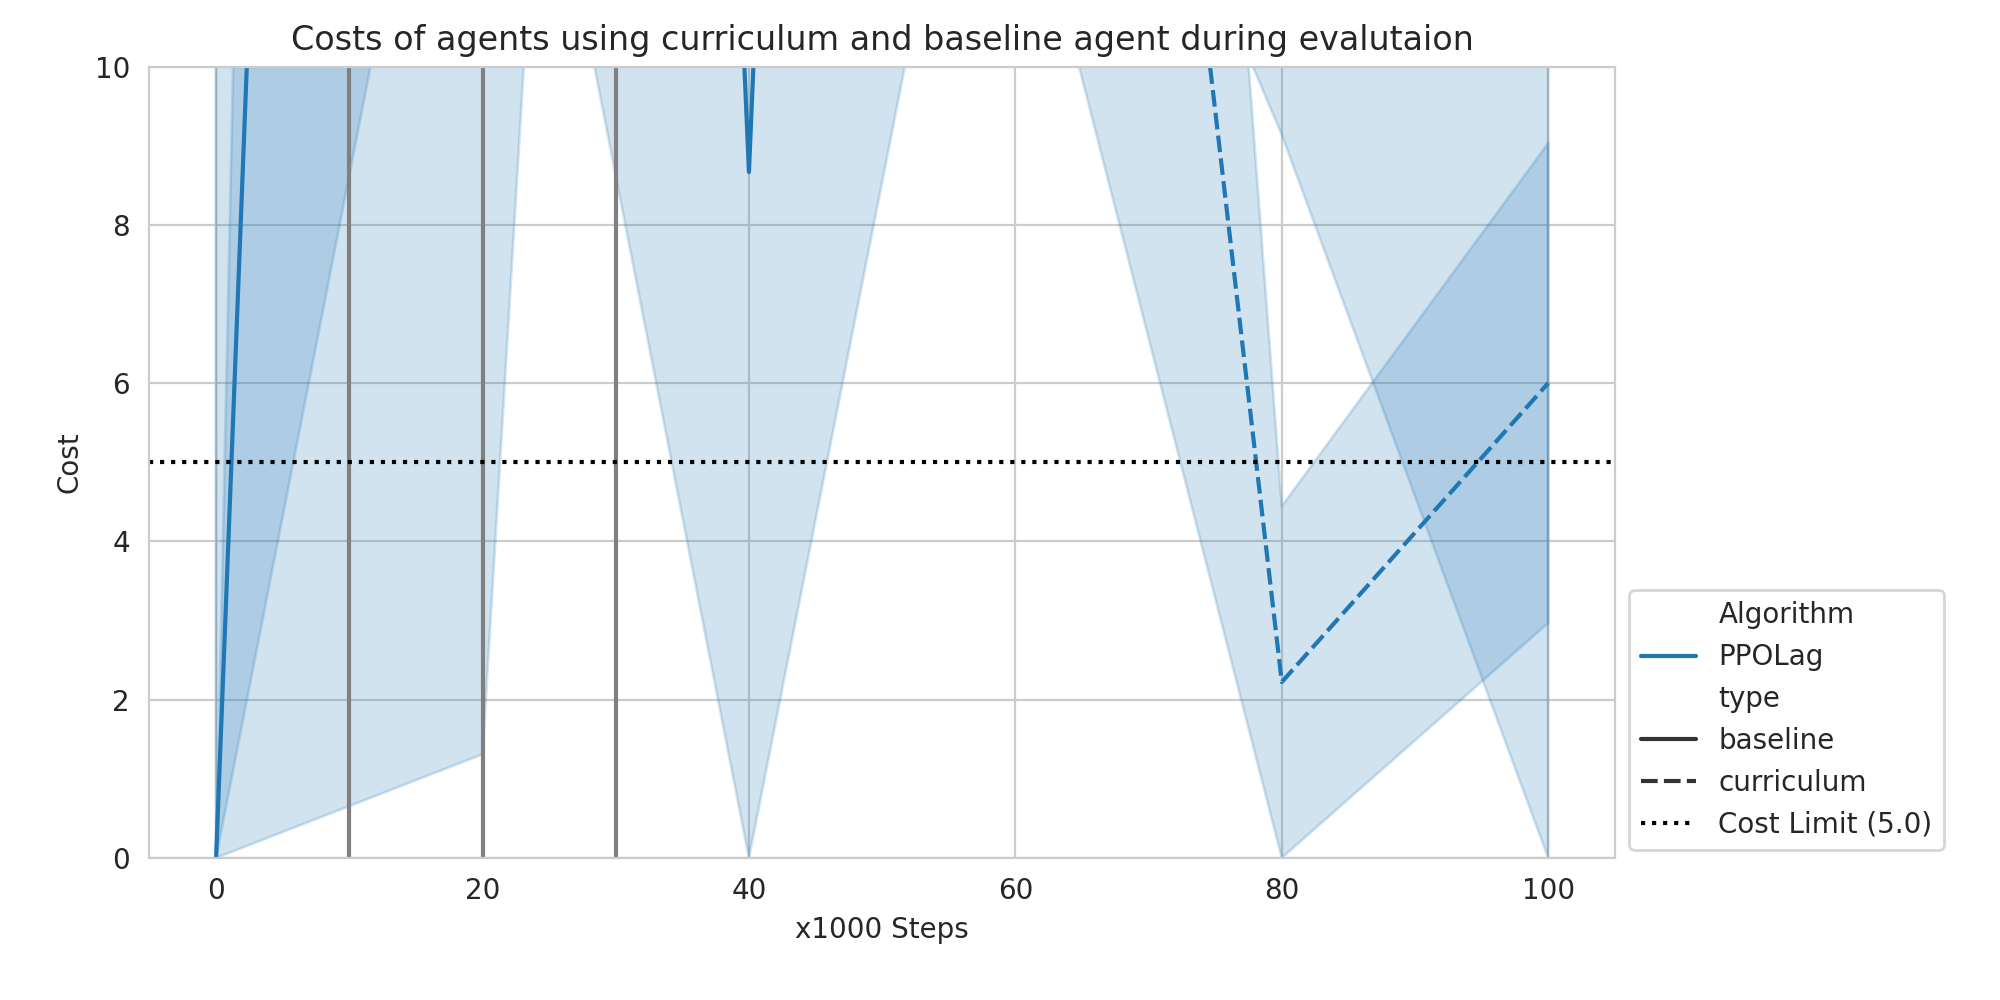 Costs of agents using curriculum and baseline agent during evalutaion
10
8
6
4
2
0
Cost
0 20 40 60 80 100
x1000 Steps
Algorithm
PPOLag
type
baseline
curriculum
Cost Limit (5.0)